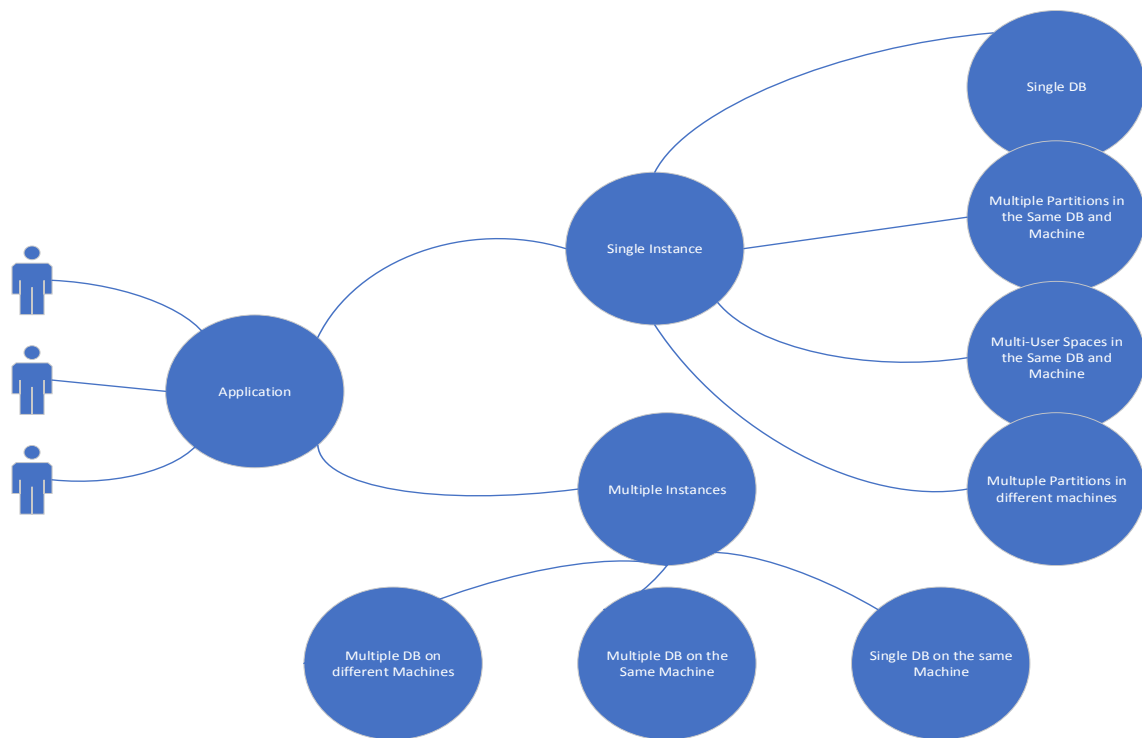 Single DB
Multiple Partitions in
the Same DB and
Machine
Single Instance
Multi-User Spaces in
the Same DB and
Machine
Application
Multuple Partitions in
different machines
Multiple Instances
Multiple DB on
different Machines
Multiple DB on the
Same Machine
Single DB on the same
Machine